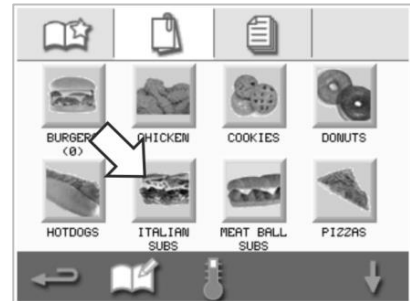 BURGERS
(0)
CHICKEN
COOKIES
DONUTS
HOTDOGS
ITALIAN
SUBS
MEAT BALL
SUBS
PIZZAS